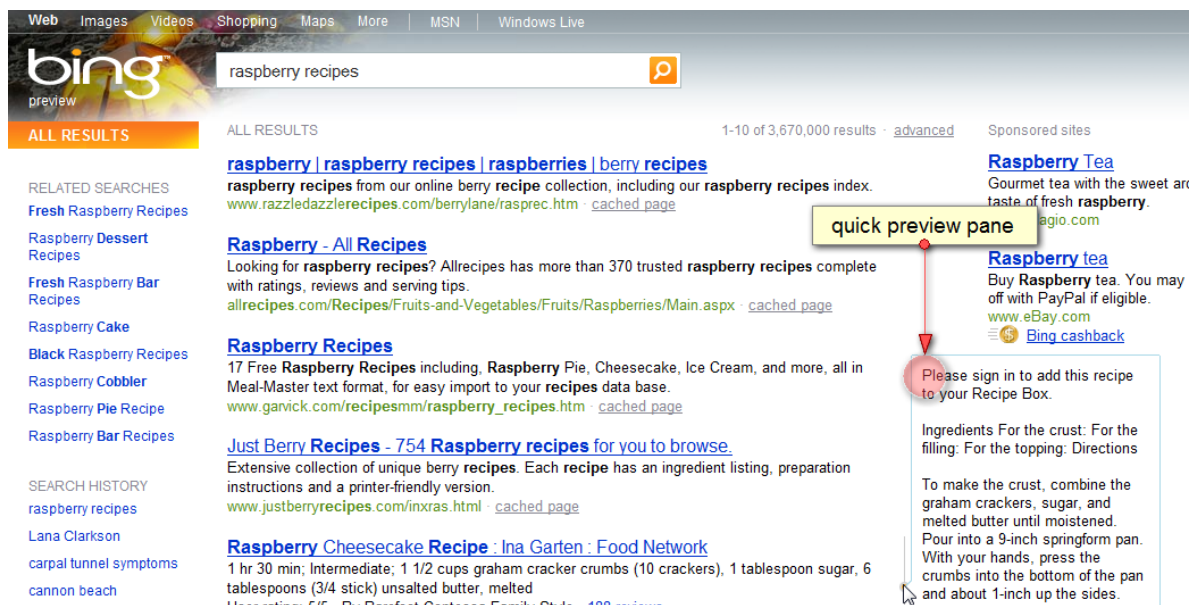 Web Images Videos Shopping Maps More MSN Windows Live
bing
preview
raspberry recipes
ALL RESULTS
RELATED SEARCHES
Fresh Raspberry Recipes
Raspberry Dessert
Recipes
Fresh Raspberry Bar
Recipes
Raspberry Cake
Black Raspberry Recipes
Raspberry Cobbler
Raspberry Pie Recipe
Raspberry Bar Recipes
SEARCH HISTORY
raspberry recipes
Lana Clarkson
carpal tunnel symptoms
cannon beach
ALL RESULTS 1-10 of 3,670,000 results · advanced
raspberry | raspberry recipes | raspberries | berry recipes
raspberry recipes from our online berry recipe collection, including our raspberry recipes index.
www.razzledazzlerecipes.com/berrylane/rasprec.htm · cached page
Raspberry - All Recipes
Looking for raspberry recipes? Allrecipes has more than 370 trusted raspberry recipes complete
with ratings, reviews and serving tips.
allrecipes.com/Recipes/Fruits-and-Vegetables/Fruits/Raspberries/Main.aspx · cached page
Raspberry Recipes
17 Free Raspberry Recipes including, Raspberry Pie, Cheesecake, Ice Cream, and more, all in
Meal-Master text format, for easy import to your recipes data base.
www.garvick.com/recipesmm/raspberry_recipes.htm · cached page
Just Berry Recipes - 754 Raspberry recipes for you to browse.
Extensive collection of unique berry recipes. Each recipe has an ingredient listing, preparation
instructions and a printer-friendly version.
www.justberryrecipes.com/inxras.html · cached page
Raspberry Cheesecake Recipe : Ina Garten : Food Network
1 hr 30 min; Intermediate; 1 1/2 cups graham cracker crumbs (10 crackers), 1 tablespoon sugar, 6
tablespoons (3/4 stick) unsalted butter, melted
Sponsored sites
Raspberry Tea
Gourmet tea with the sweet
taste of fresh raspberry.
agio.com
quick preview pane
Raspberry tea
Buy Raspberry tea. You may
off with PayPal if eligible.
www.eBay.com
Bing cashback
Please sign in to add this recipe
to your Recipe Box.
Ingredients For the crust: For the
filling: For the topping: Directions
To make the crust, combine the
graham crackers, sugar, and
melted butter until moistened.
Pour into a 9-inch springform pan.
With your hands, press the
crumbs into the bottom of the pan
and about 1-inch up the sides.